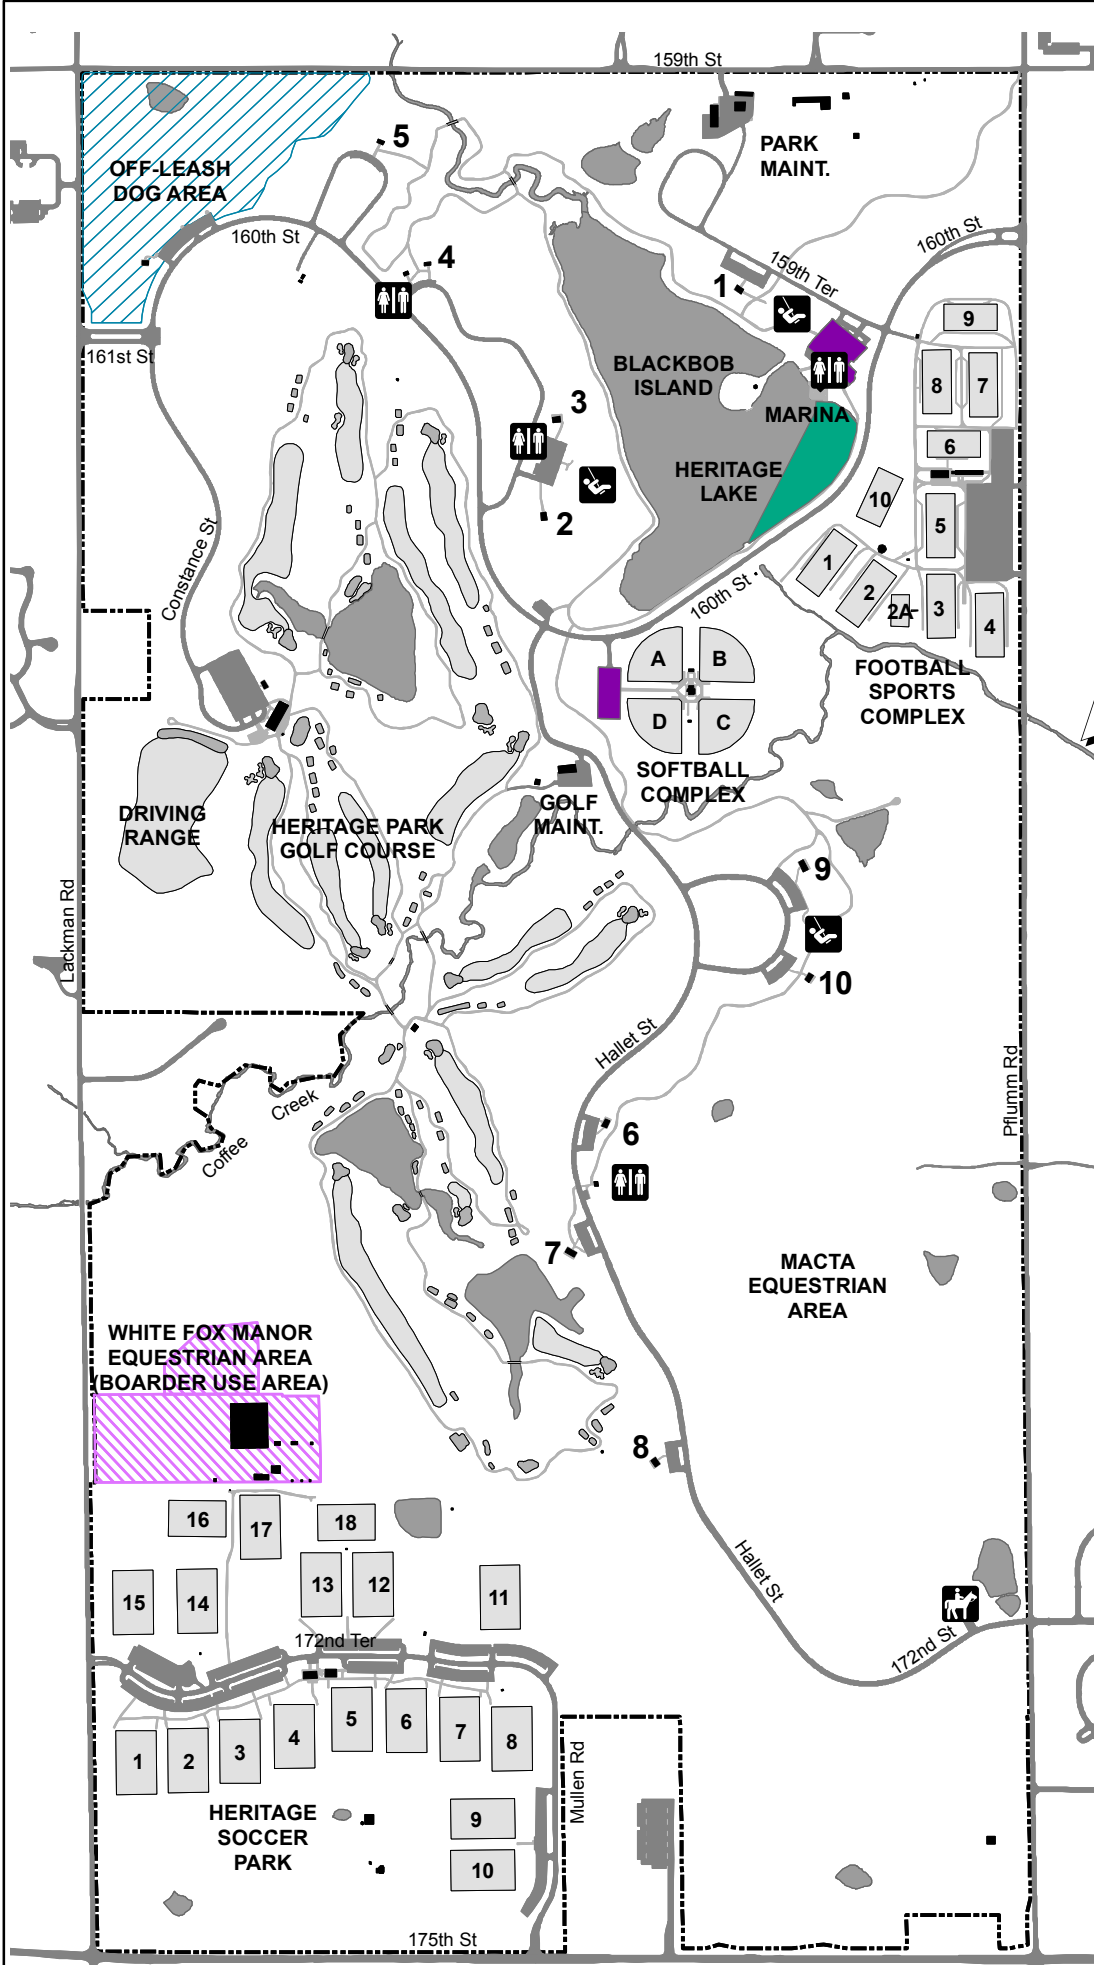 159th St
5
PARK
MAINT.
OFF-LEASH
DOG AREA
160th St
160th St
4
159th Ter
1
9
161st St
BLACKBOB
ISLAND
8
7
3
MARINA
6
HERITAGE
LAKE
10
2
5
1
Constance St
160th St
2
2A
3
4
A
B
FOOTBALL
SPORTS
COMPLEX
D
C
SOFTBALL
COMPLEX
DRIVING
RANGE
HERITAGE PARK
GOLF COURSE
GOLF
MAINT.
9
Lackman Rd
10
Hallet St
Pflumm Rd
Creek
6
Coffee
7
MACTA
EQUESTRIAN
AREA
WHITE FOX MANOR
EQUESTRIAN AREA
(BOARDER USE AREA)
8
16
17
18
Hallet St
13
12
11
15
14
172nd Ter
172nd St
5
6
4
7
8
3
1
2
Mullen Rd
HERITAGE
SOCCER
PARK
9
10
175th St